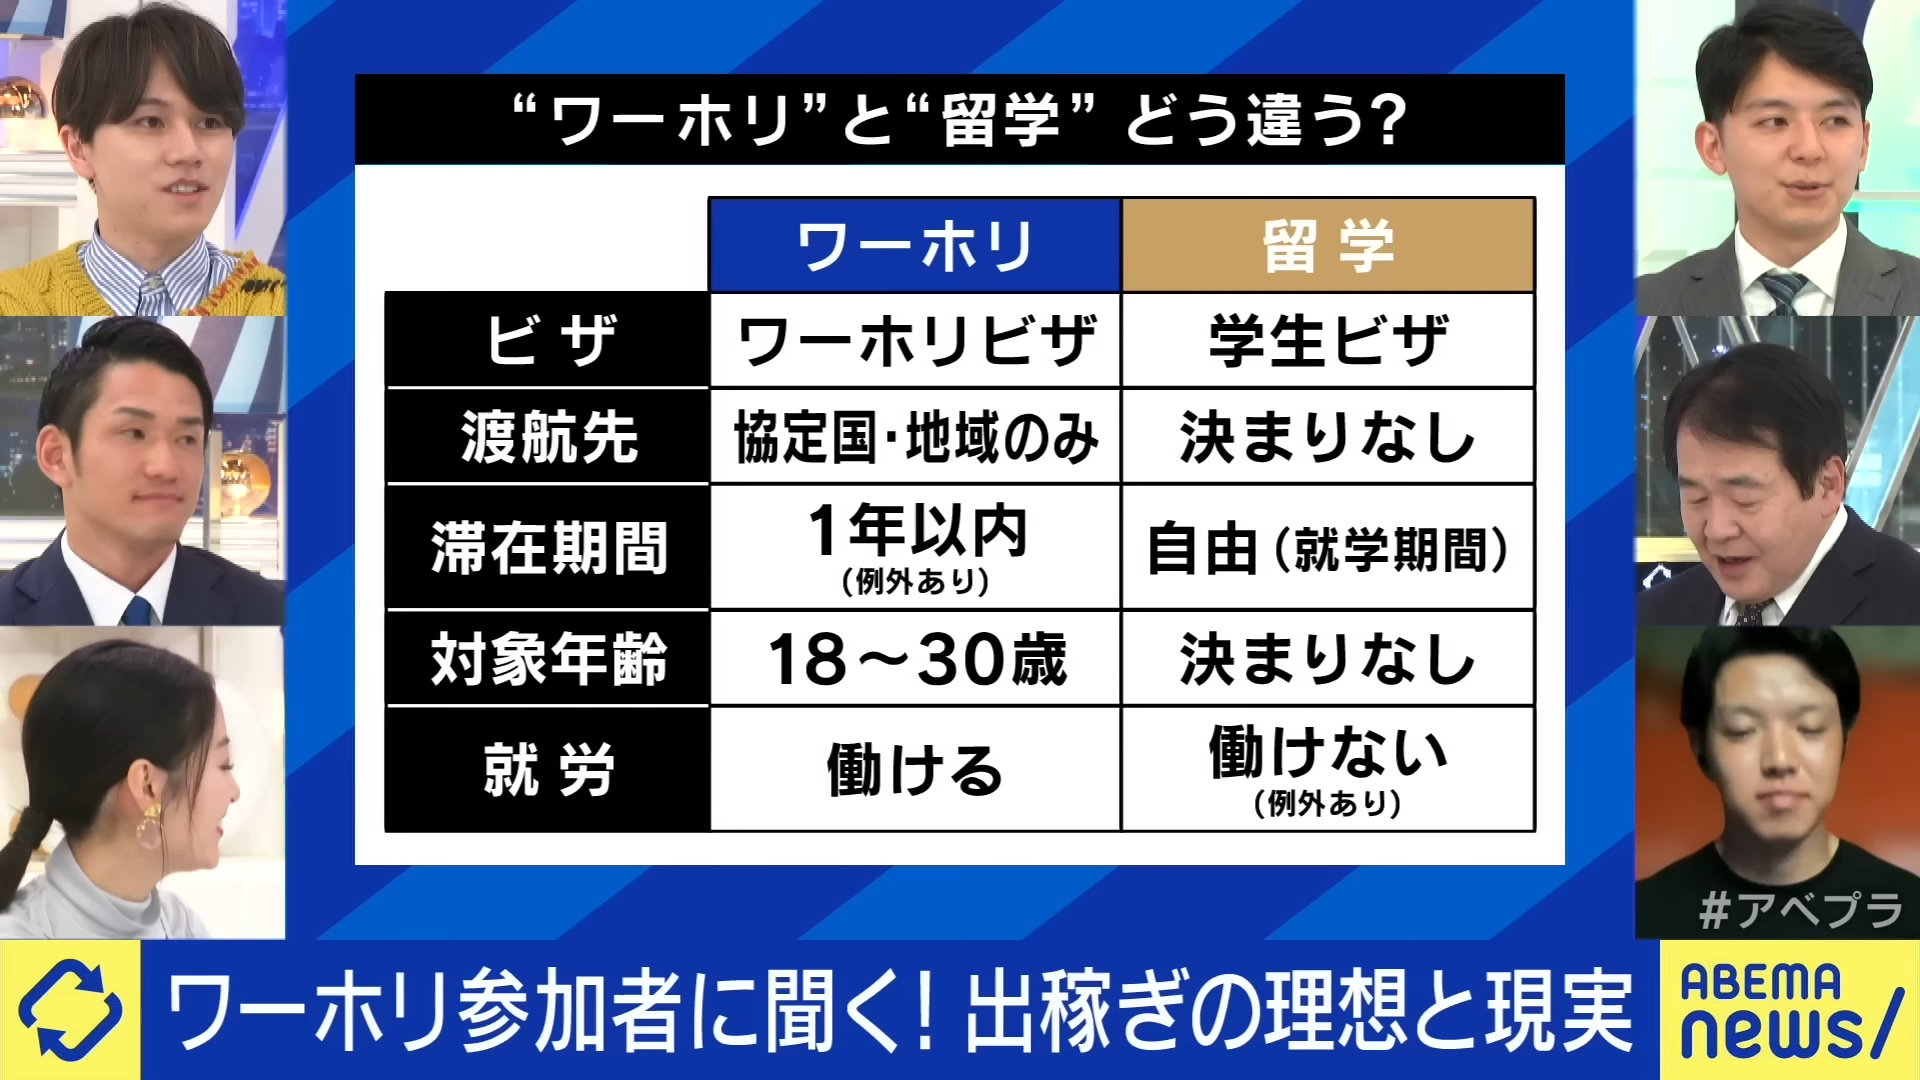 “ワーホリ”と“留学” どう違う?
ワーホリ 留学
ビザ ワーホリビザ 学生ビザ
渡航先 協定国・地域のみ 決まりなし
滞在期間 1年以内 自由(就学期間)
(例外あり)
対象年齢 18～30歳 決まりなし
就労 働ける 働けない
(例外あり)
#アベプラ
ワーホリ参加者に聞く! 出稼ぎの理想と現実
ABEMA
news/